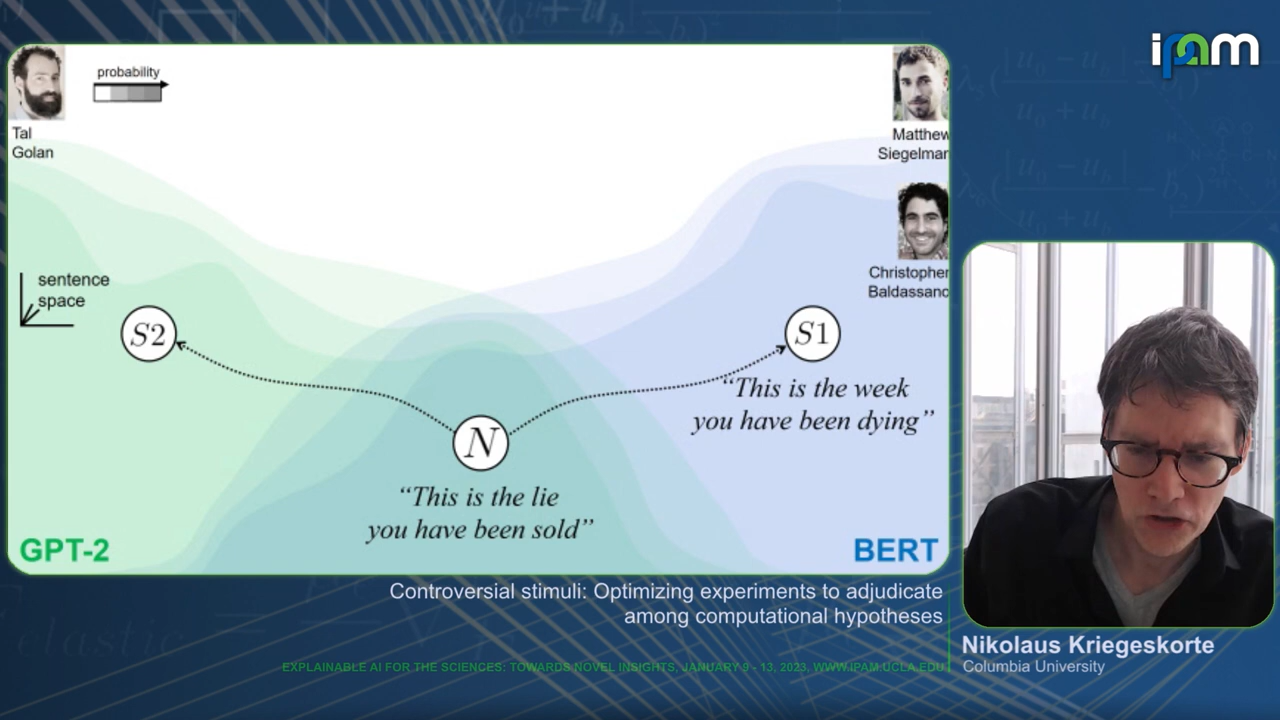 ipam
probability
Tal
Golan
Matthew
Siegelman
Christopher
Baldassano
sentence
space
S2
S1
"This is the week
you have been dying"
N
"This is the lie
you have been sold"
GPT-2
BERT
Controversial stimuli: Optimizing experiments to adjudicate
among computational hypotheses
Nikolaus Kriegeskorte
Columbia University
EXPLAINABLE AI FOR THE SCIENCES: TOWARDS NOVEL INSIGHTS, JANUARY 9 - 13, 2023, WWW.IPAM.UCLA.EDU
elastic